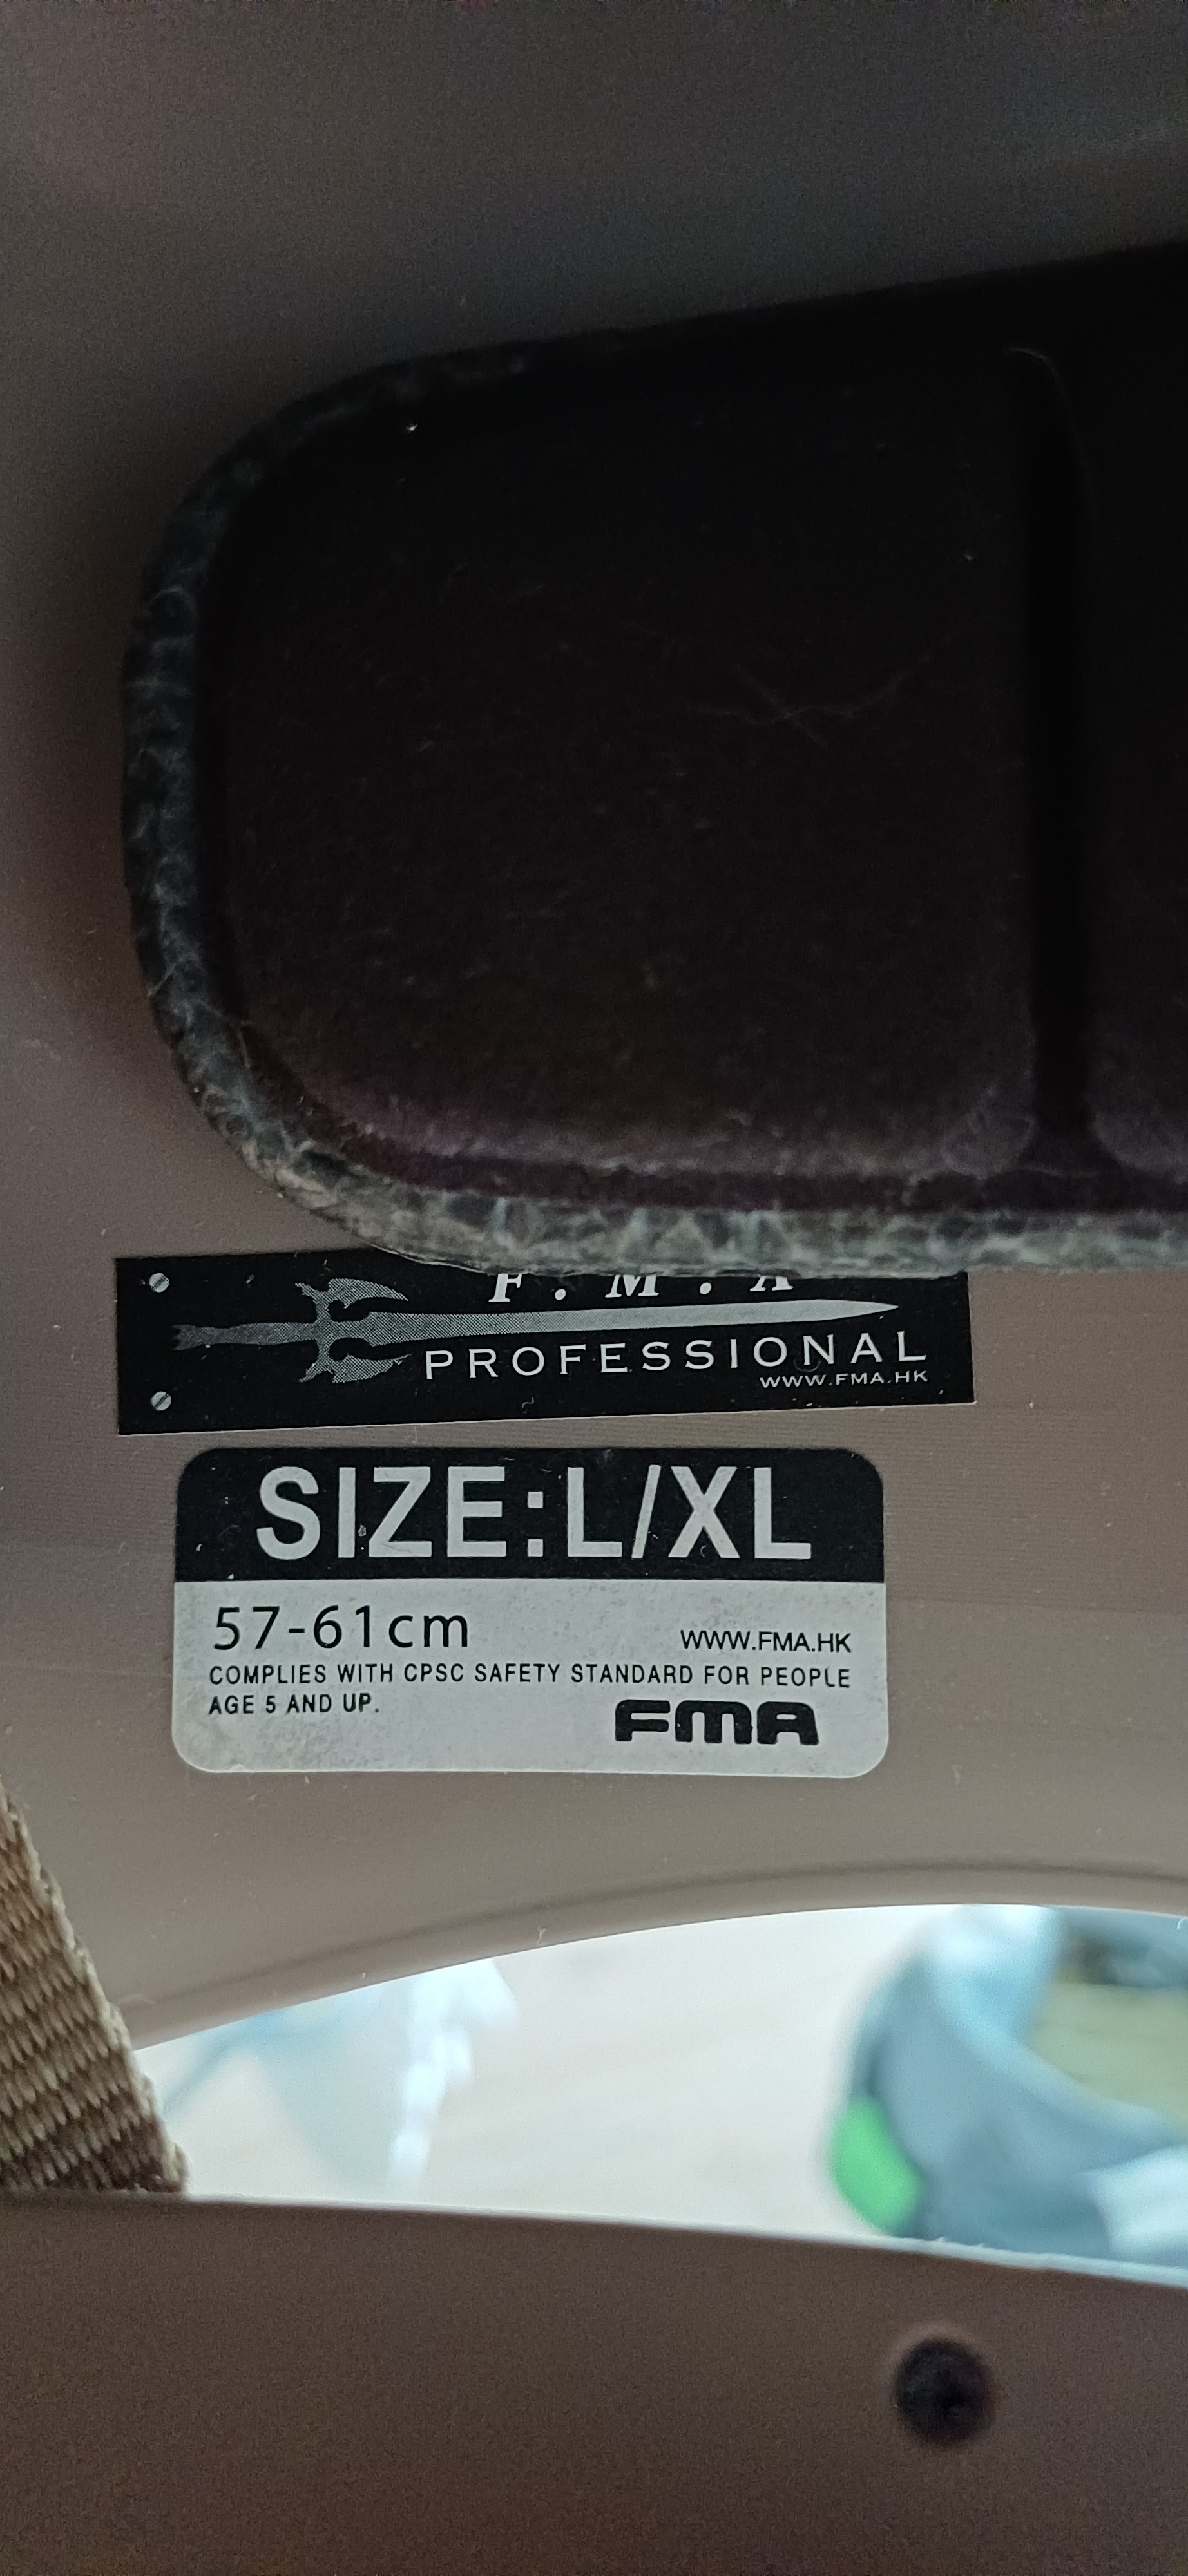 F.M.A
PROFESSIONAL
WWW.FMA.HK
SIZE:L/XL
57-61cm
WWW.FMA.HK
COMPLIES WITH CPSC SAFETY STANDARD FOR PEOPLE
AGE 5 AND UP.
FMA